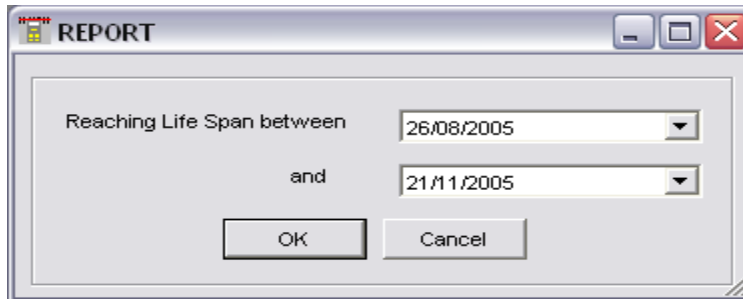 REPORT
Reaching Life Span between 26/08/2005
and 21/11/2005
OK Cancel